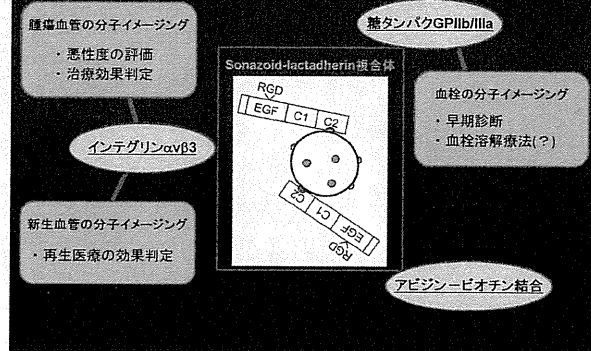 腫瘍血管の分子イメージング
・悪性度の評価
・治療効果判定
インテグリンαvβ3
新生血管の分子イメージング
・再生医療の効果判定
Sonazoid-lactadherin複合体
RGD
EGF C1 C2
C2 C1 EGF
RGD
糖タンパクGPIIb/IIIa
血栓の分子イメージング
・早期診断
・血栓溶解療法(?)
アビジン－ビオチン結合